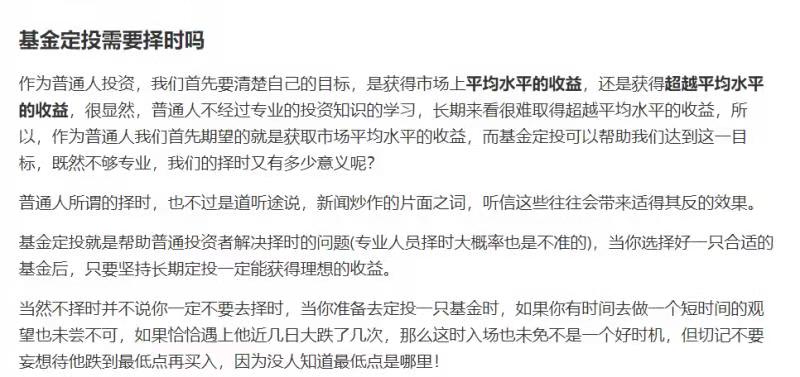 基金定投需要择时吗
作为普通人投资，我们首先要清楚自己的目标，是获得市场上平均水平的收益，还是获得超越平均水平
的收益，很显然，普通人不经过专业的投资知识的学习，长期来看很难取得超越平均水平的收益，所
以，作为普通人我们首先期望的就是获取市场平均水平的收益，而基金定投可以帮助我们达到这一目
标，既然不够专业，我们的择时又有多少意义呢？
普通人所谓的择时，也不过是道听途说，新闻炒作的片面之词，听信这些往往会带来适得其反的效果。
基金定投就是帮助普通投资者解决择时的问题(专业人员择时大概率也是不准的)，当你选择好一只合适的
基金后，只要坚持长期定投一定能获得理想的收益。
当然不择时并不说你一定不要去择时，当你准备去定投一只基金时，如果你有时间去做一个短时间的观
望也未尝不可，如果恰恰遇上他近几日大跌了几次，那么这时入场也未免不是一个好时机，但切记不要
妄想待他跌到最低点再买入，因为没人知道最低点是哪里！